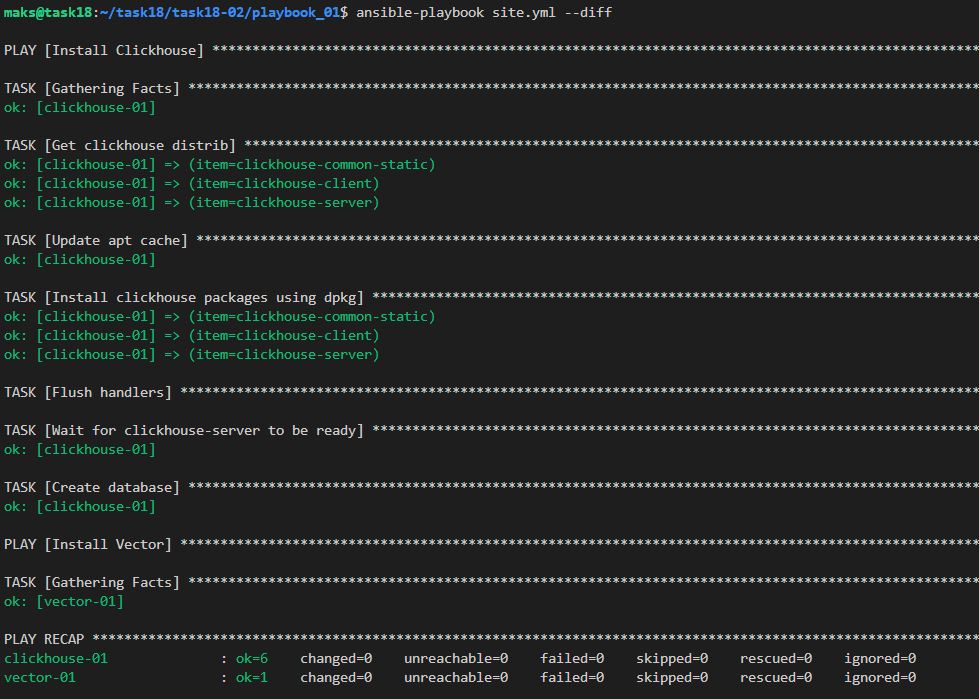 maks@task18:~/task18/task18-02/playbook_01$ ansible-playbook site.yml --diff
PLAY [Install Clickhouse] ************************************************************************************************
TASK [Gathering Facts] ***************************************************************************************************
ok: [clickhouse-01]
TASK [Get clickhouse distrib] ********************************************************************************************
ok: [clickhouse-01] => (item=clickhouse-common-static)
ok: [clickhouse-01] => (item=clickhouse-client)
ok: [clickhouse-01] => (item=clickhouse-server)
TASK [Update apt cache] **************************************************************************************************
ok: [clickhouse-01]
TASK [Install clickhouse packages using dpkg] ****************************************************************************
ok: [clickhouse-01] => (item=clickhouse-common-static)
ok: [clickhouse-01] => (item=clickhouse-client)
ok: [clickhouse-01] => (item=clickhouse-server)
TASK [Flush handlers] ****************************************************************************************************
TASK [Wait for clickhouse-server to be ready] ****************************************************************************
ok: [clickhouse-01]
TASK [Create database] ***************************************************************************************************
ok: [clickhouse-01]
PLAY [Install Vector] ****************************************************************************************************
TASK [Gathering Facts] ***************************************************************************************************
ok: [vector-01]
PLAY RECAP ***************************************************************************************************************
clickhouse-01              : ok=6    changed=0    unreachable=0    failed=0    skipped=0    rescued=0    ignored=0
vector-01                  : ok=1    changed=0    unreachable=0    failed=0    skipped=0    rescued=0    ignored=0